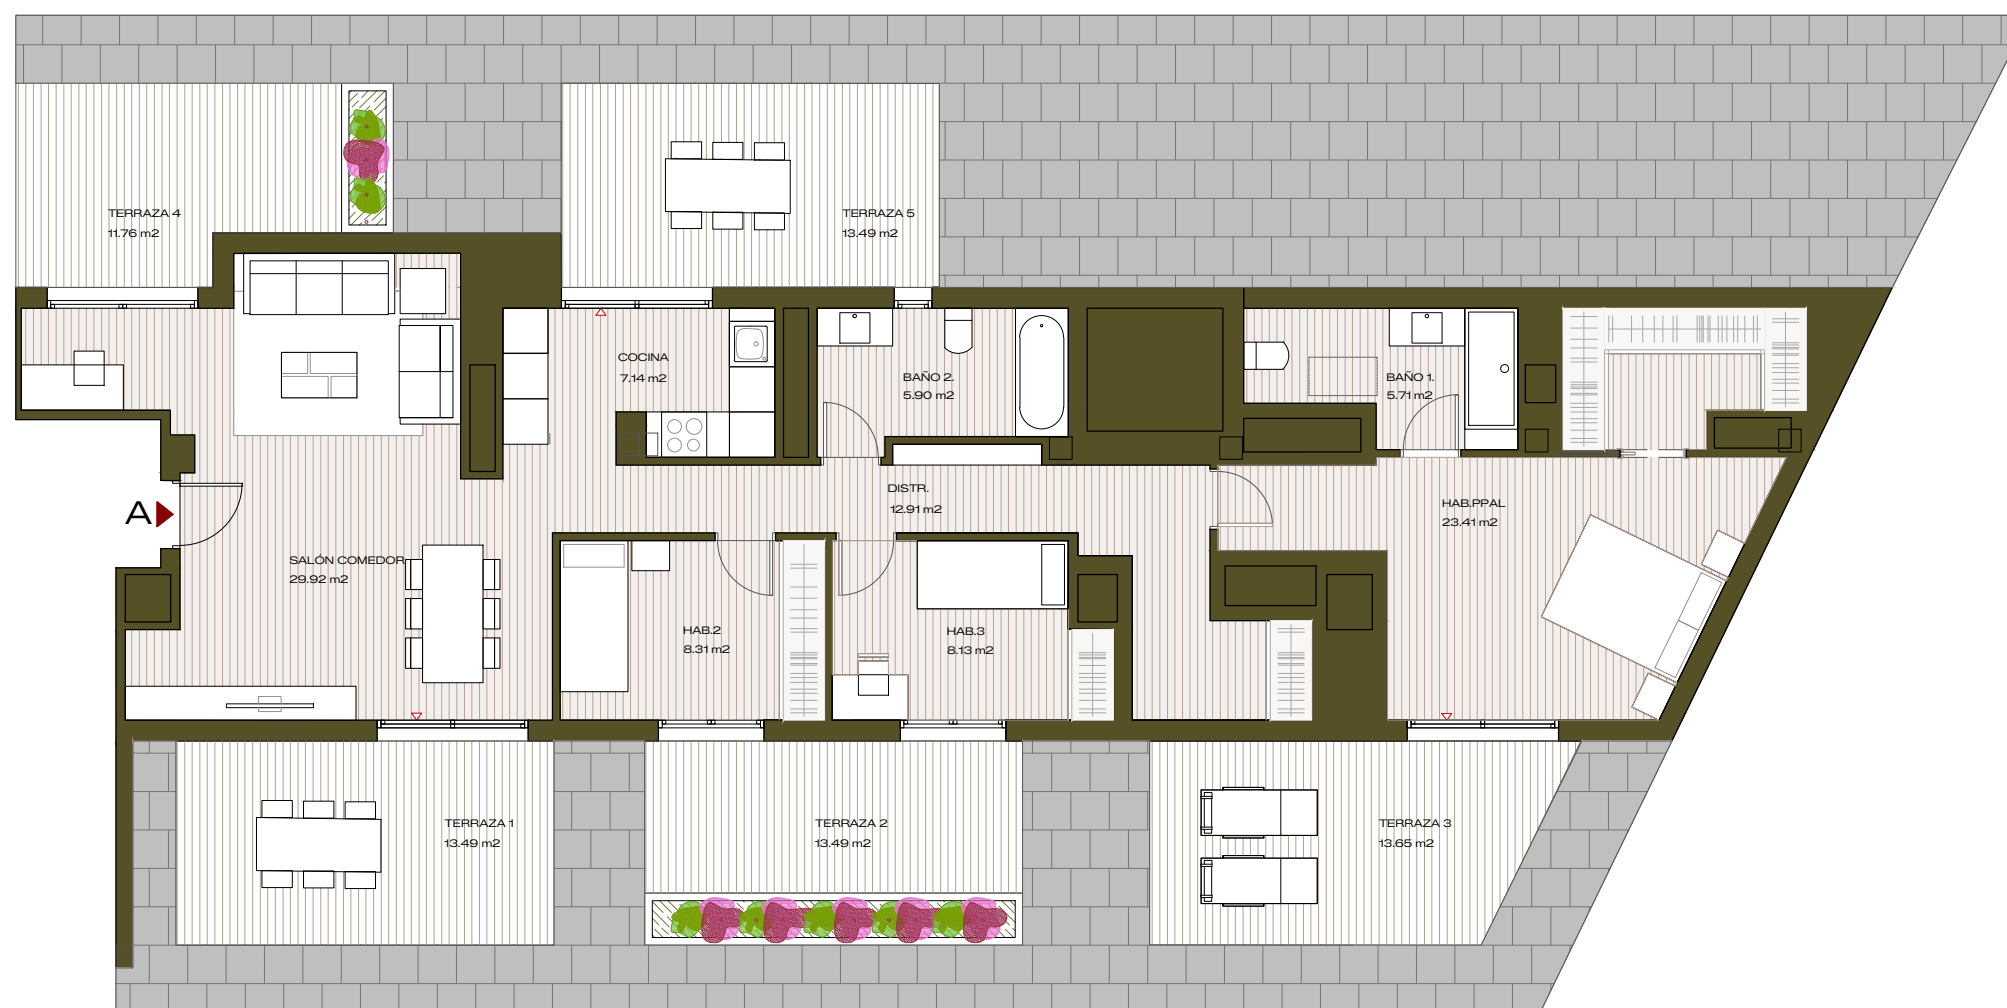 TERRAZA 4
11.76 m2
TERRAZA 5
13.49 m2
COCINA
7.14 m2
BAÑO 2.
5.90 m2
BAÑO 1.
5.71 m2
DISTR.
12.91 m2
HAB.PPAL
23.41 m2
A
SALÓN COMEDOR
29.92 m2
HAB.2
8.31 m2
HAB.3
8.13 m2
TERRAZA 1
13.49 m2
TERRAZA 2
13.49 m2
TERRAZA 3
13.65 m2